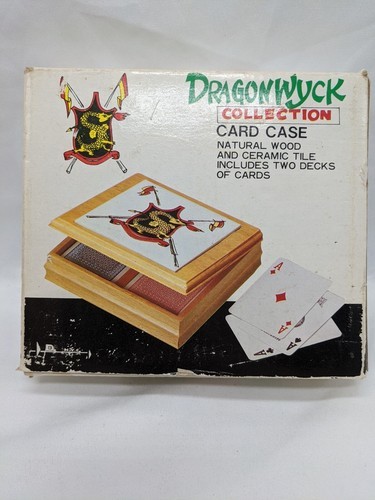 DRAGONWYCK
COLLECTION
CARD CASE
NATURAL WOOD
AND CERAMIC TILE
INCLUDES TWO DECKS
OF CARDS
A
A
A
A